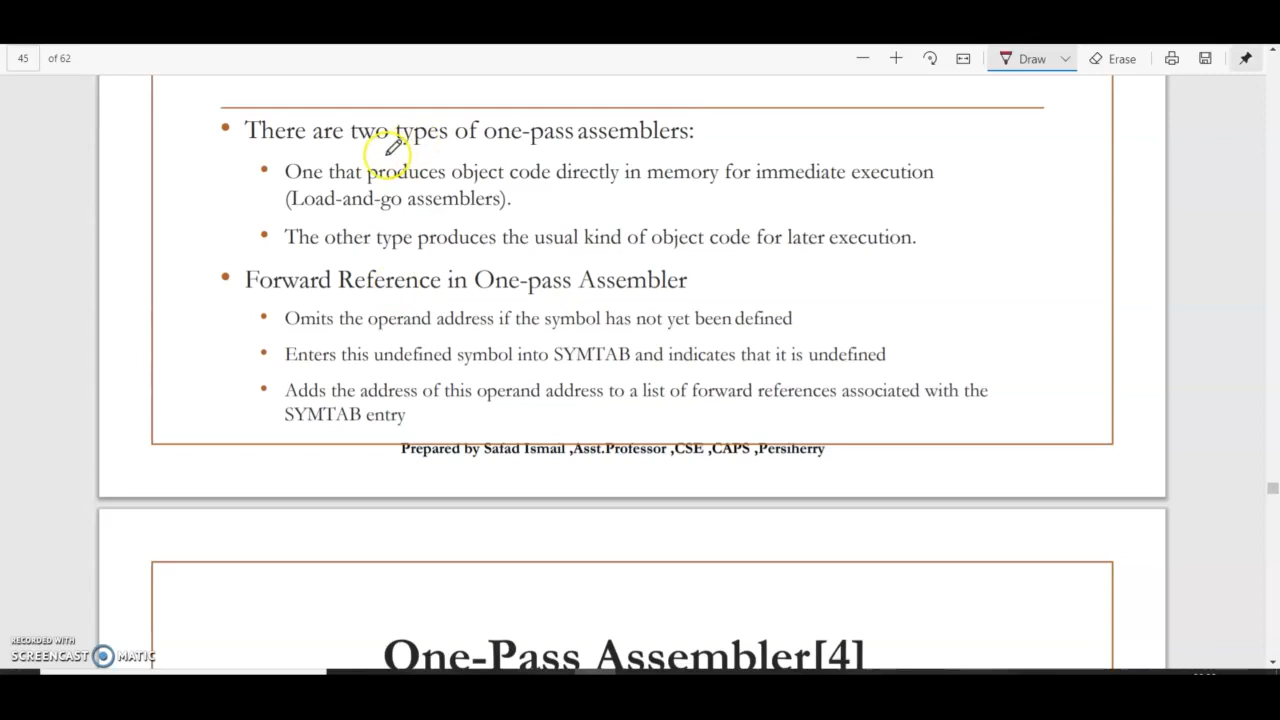 45 of 62
Draw
Erase
• There are two types of one-pass assemblers:
• One that produces object code directly in memory for immediate execution
(Load-and-go assemblers).
• The other type produces the usual kind of object code for later execution.
• Forward Reference in One-pass Assembler
• Omits the operand address if the symbol has not yet been defined
• Enters this undefined symbol into SYMTAB and indicates that it is undefined
• Adds the address of this operand address to a list of forward references associated with the
SYMTAB entry
Prepared by Safad Ismail ,Asst.Professor ,CSE ,CAPS ,Persiherry
One-Pass Assembler[4]
RECORDED WITH
SCREENCAST MATIC